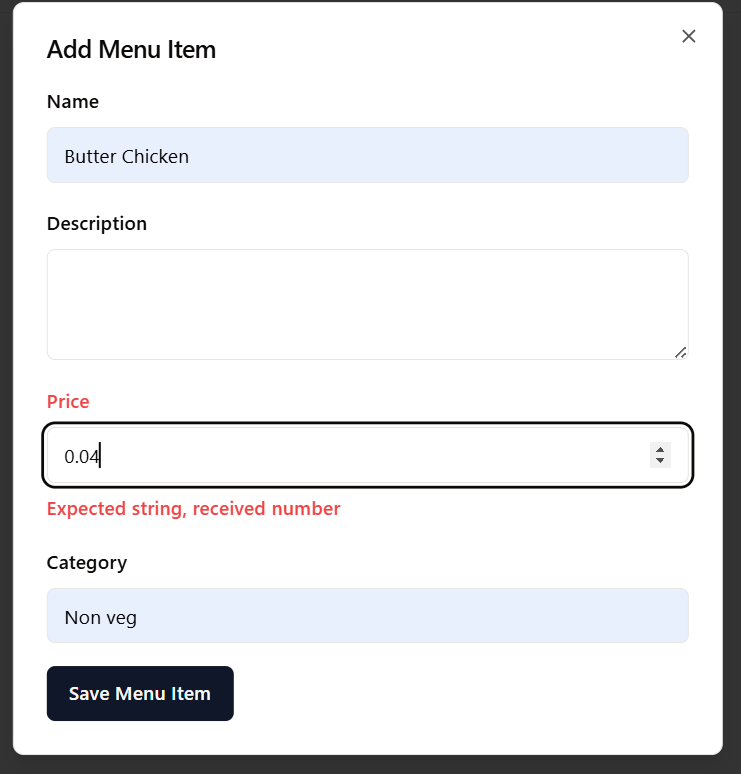 Add Menu Item
Name
Butter Chicken
Description
Price
0.04
Expected string, received number
Category
Non veg
Save Menu Item